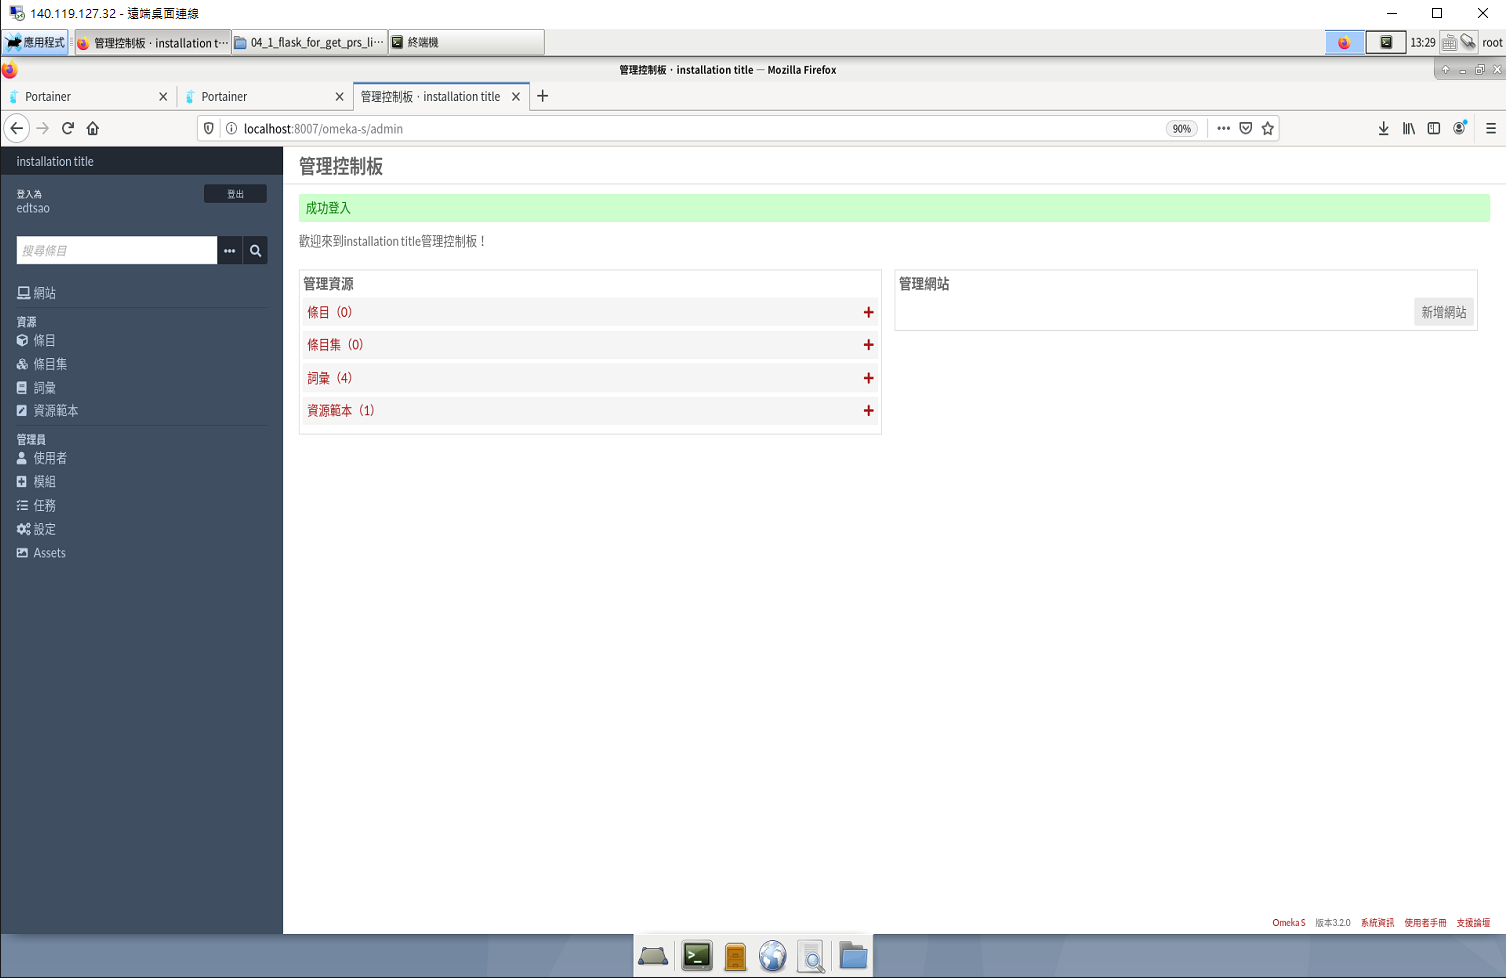 140.119.127.32 - 遠端桌面連線
應用程式 管理控制板 · installation t··· 04_1_flask_for_get_prs_li··· 終端機 13:29 root
管理控制板 · installation title — Mozilla Firefox
Portainer Portainer 管理控制板 · installation title
localhost:8007/omeka-s/admin 90%
installation title
登入為 登出
edtsao
搜尋條目
網站
資源
條目
條目集
詞彙
資源範本
管理員
使用者
模組
任務
設定
Assets
管理控制板
成功登入
歡迎來到installation title管理控制板！
管理資源
條目（0）
條目集（0）
詞彙（4）
資源範本（1）
管理網站
新增網站
Omeka S 版本3.2.0 系統資訊 使用者手冊 支援論壇